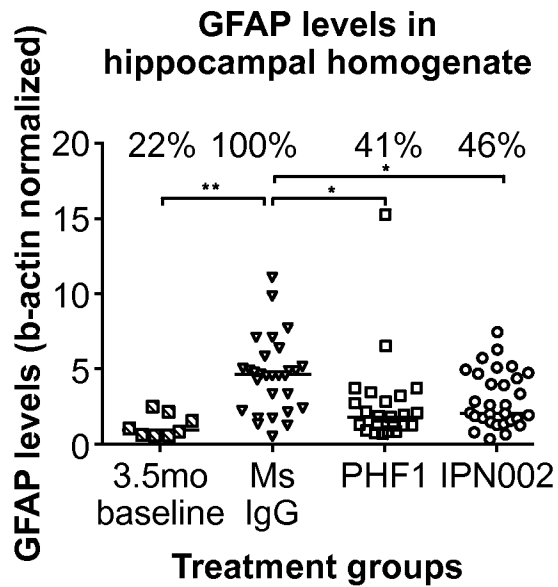 GFAP levels in
hippocampal homogenate
GFAP levels (b-actin normalized)
20
15
10
5
0
22% 100% 41% 46%
*
** *
3.5mo
baseline
Ms
IgG
PHF1
IPN002
Treatment groups